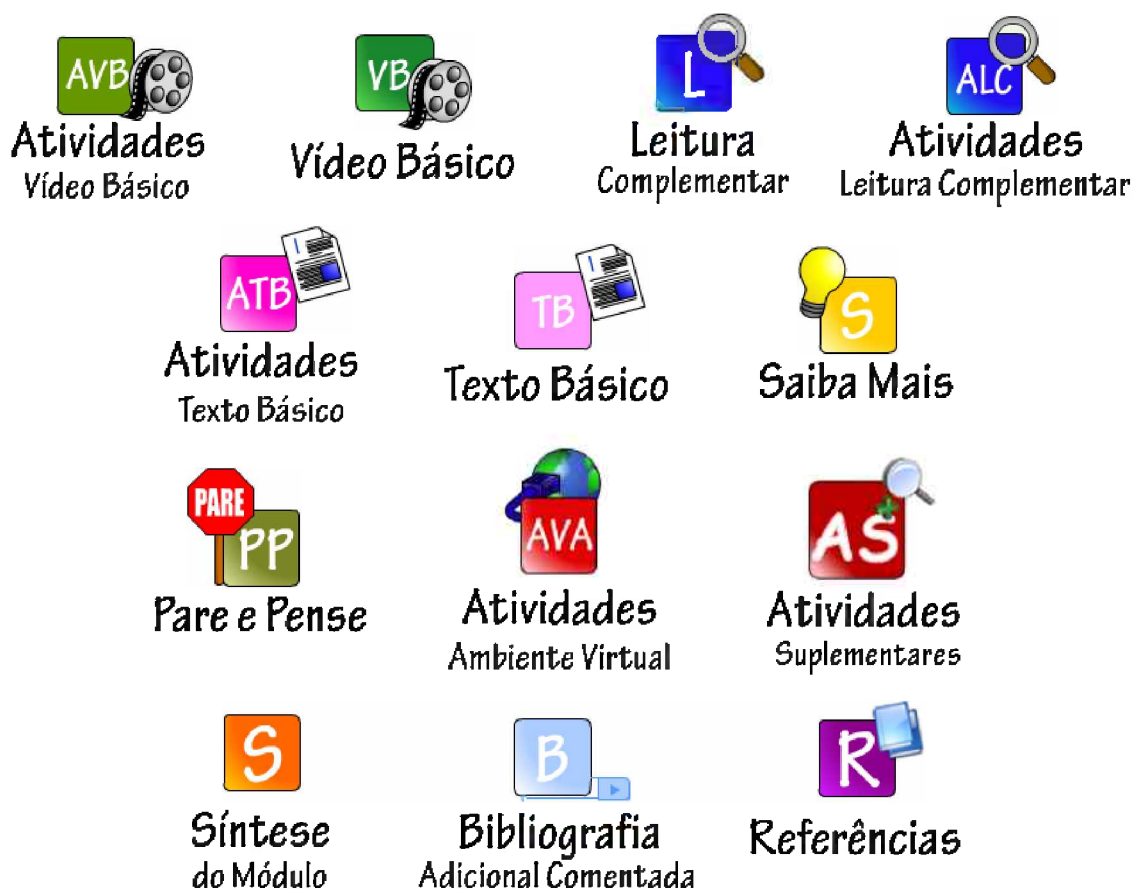 AVB
Atividades
Vídeo Básico
VB
Vídeo Básico
L
Leitura
Complementar
ALC
Atividades
Leitura Complementar
ATB
Atividades
Texto Básico
TB
Texto Básico
S
Saiba Mais
PARE
PP
Pare e Pense
AVA
Atividades
Ambiente Virtual
AS
Atividades
Suplementares
S
Síntese
do Módulo
B
Bibliografia
Adicional Comentada
R
Referências